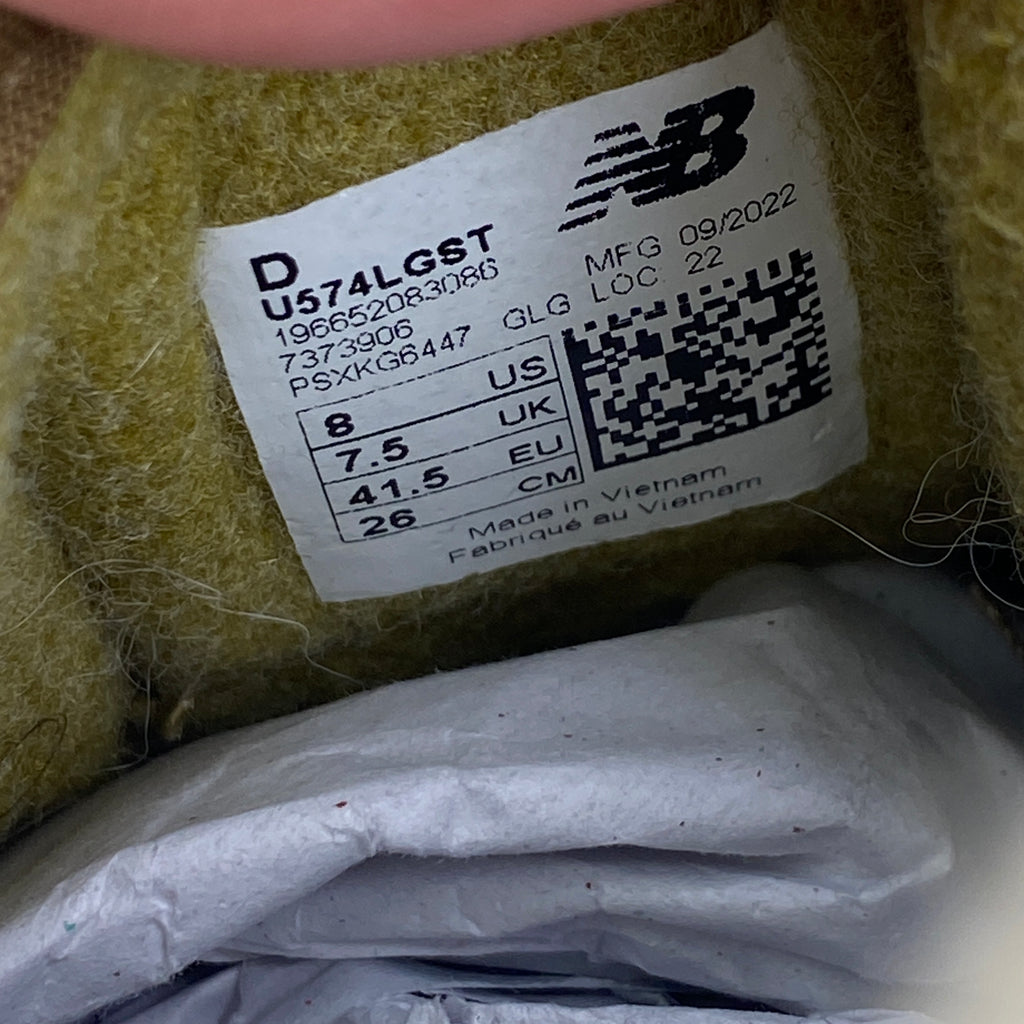 NB
D
U574LGST
196652083086
7373906
PSXKG6447 GLG
MFG 09/2022
LOC: 22
8 US
7.5 UK
41.5 EU
26 CM
Made in Vietnam
Fabriqué au Vietnam